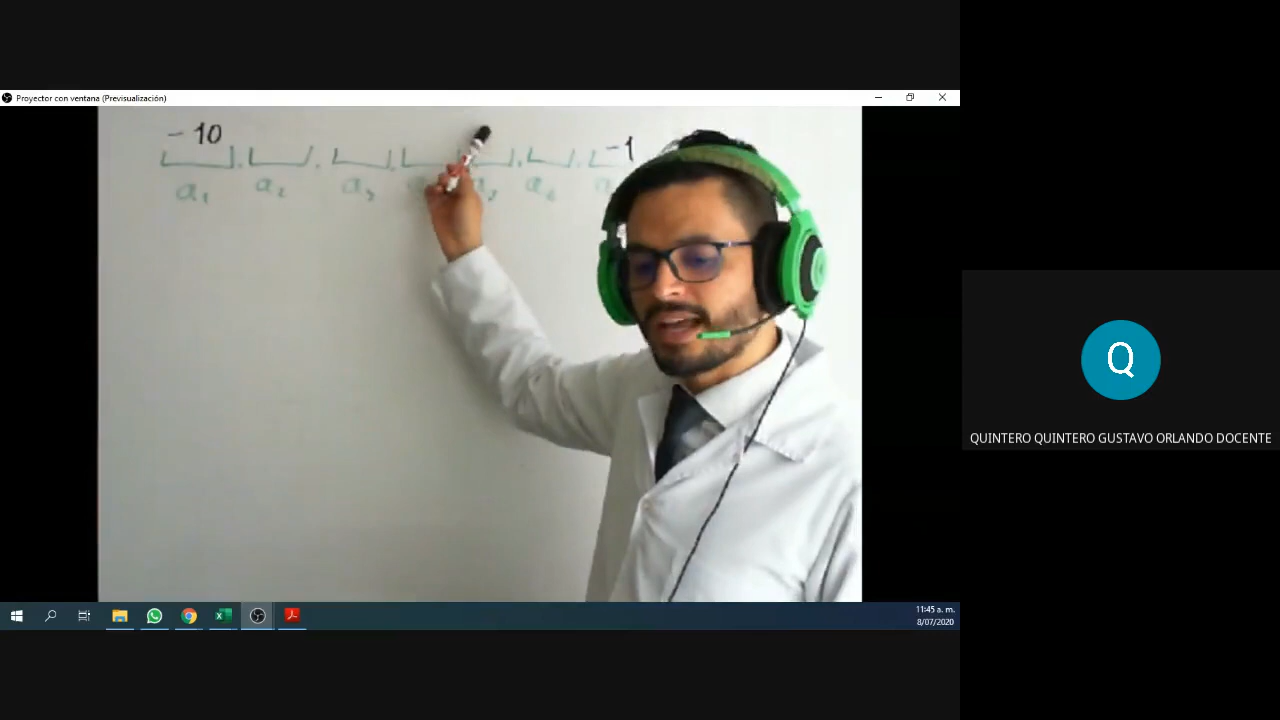 Proyector con ventana (Previsualización)
- 10 - 1
a1 a2 a3 a5 a6
Q
QUINTERO QUINTERO GUSTAVO ORLANDO DOCENTE
11:45 a. m.
8/07/2020